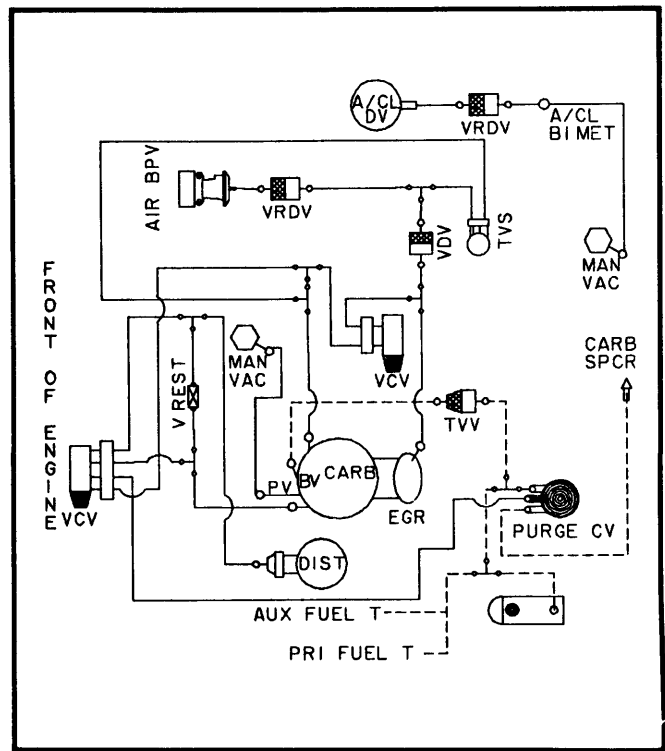 A/CL
DV
VRDV
A/CL
BIMET
AIR BPV
VRDV
VDV
TVS
MAN
VAC
FRONT OF ENGINE
V REST
MAN
VAC
VCV
CARB
SPCR
TVV
PV
BV
CARB
EGR
VCV
PURGE CV
DIST
AUX FUEL T
PRI FUEL T